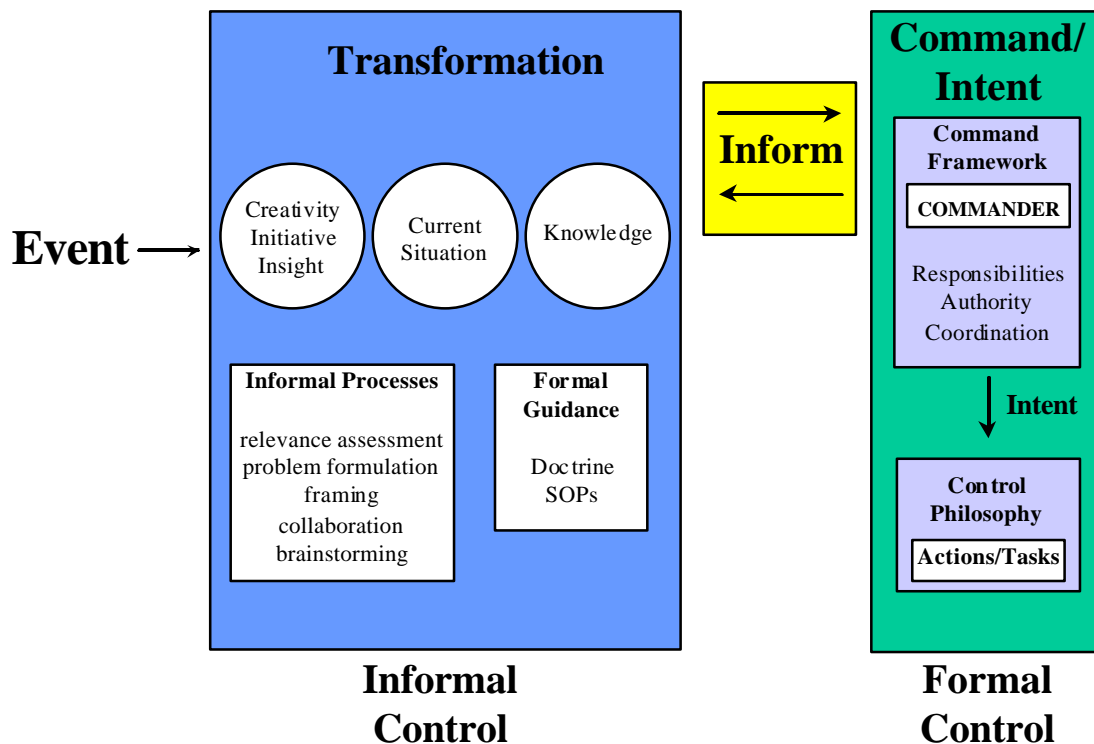 Event
Transformation
Creativity
Initiative
Insight
Current
Situation
Knowledge
Informal Processes
relevance assessment
problem formulation
framing
collaboration
brainstorming
Formal
Guidance
Doctrine
SOPs
Informal
Control
Inform
Command/
Intent
Command
Framework
COMMANDER
Responsibilities
Authority
Coordination
Intent
Control
Philosophy
Actions/Tasks
Formal
Control